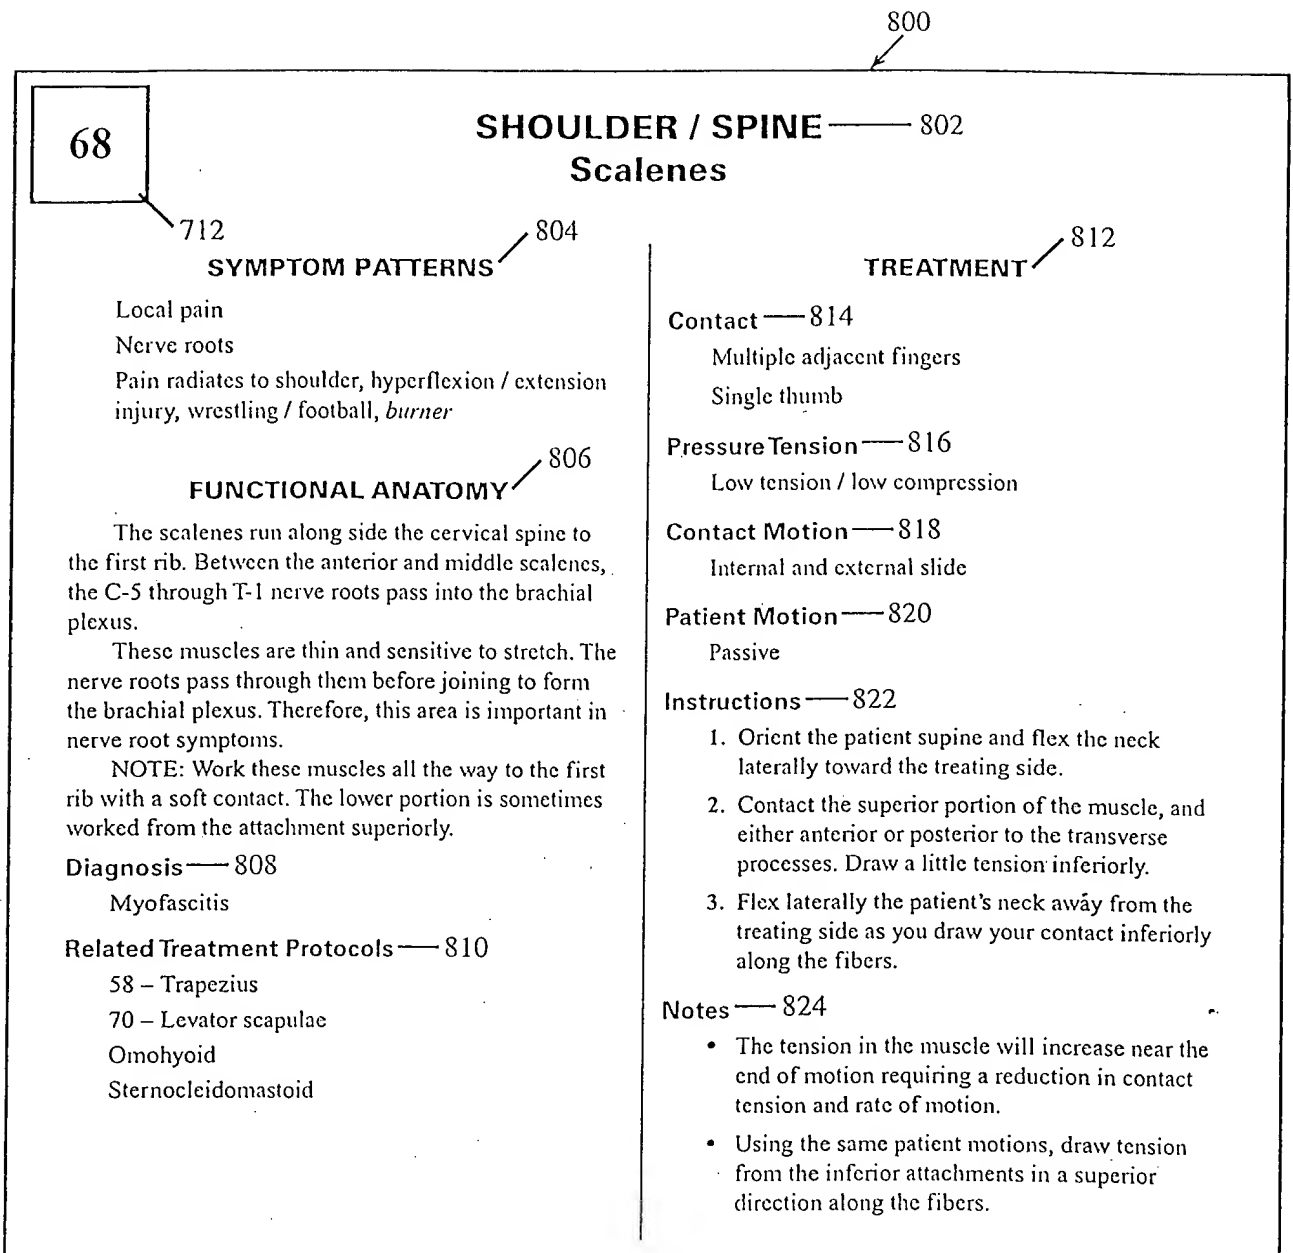 800
68
SHOULDER / SPINE 802
Scalenes
712
804
SYMPTOM PATTERNS
Local pain
Nerve roots
Pain radiates to shoulder, hyperflexion / extension
injury, wrestling / football, burner
806
FUNCTIONAL ANATOMY
The scalenes run along side the cervical spine to
the first rib. Between the anterior and middle scalenes,
the C-5 through T-1 nerve roots pass into the brachial
plexus.
These muscles are thin and sensitive to stretch. The
nerve roots pass through them before joining to form
the brachial plexus. Therefore, this area is important in
nerve root symptoms.
NOTE: Work these muscles all the way to the first
rib with a soft contact. The lower portion is sometimes
worked from the attachment superiorly.
Diagnosis 808
Myofascitis
Related Treatment Protocols 810
58 – Trapezius
70 – Levator scapulae
Omohyoid
Sternocleidomastoid
812
TREATMENT
Contact 814
Multiple adjacent fingers
Single thumb
Pressure Tension 816
Low tension / low compression
Contact Motion 818
Internal and external slide
Patient Motion 820
Passive
Instructions 822
1. Orient the patient supine and flex the neck
laterally toward the treating side.
2. Contact the superior portion of the muscle, and
either anterior or posterior to the transverse
processes. Draw a little tension inferiorly.
3. Flex laterally the patient's neck away from the
treating side as you draw your contact inferiorly
along the fibers.
Notes 824
• The tension in the muscle will increase near the
end of motion requiring a reduction in contact
tension and rate of motion.
• Using the same patient motions, draw tension
from the inferior attachments in a superior
direction along the fibers.